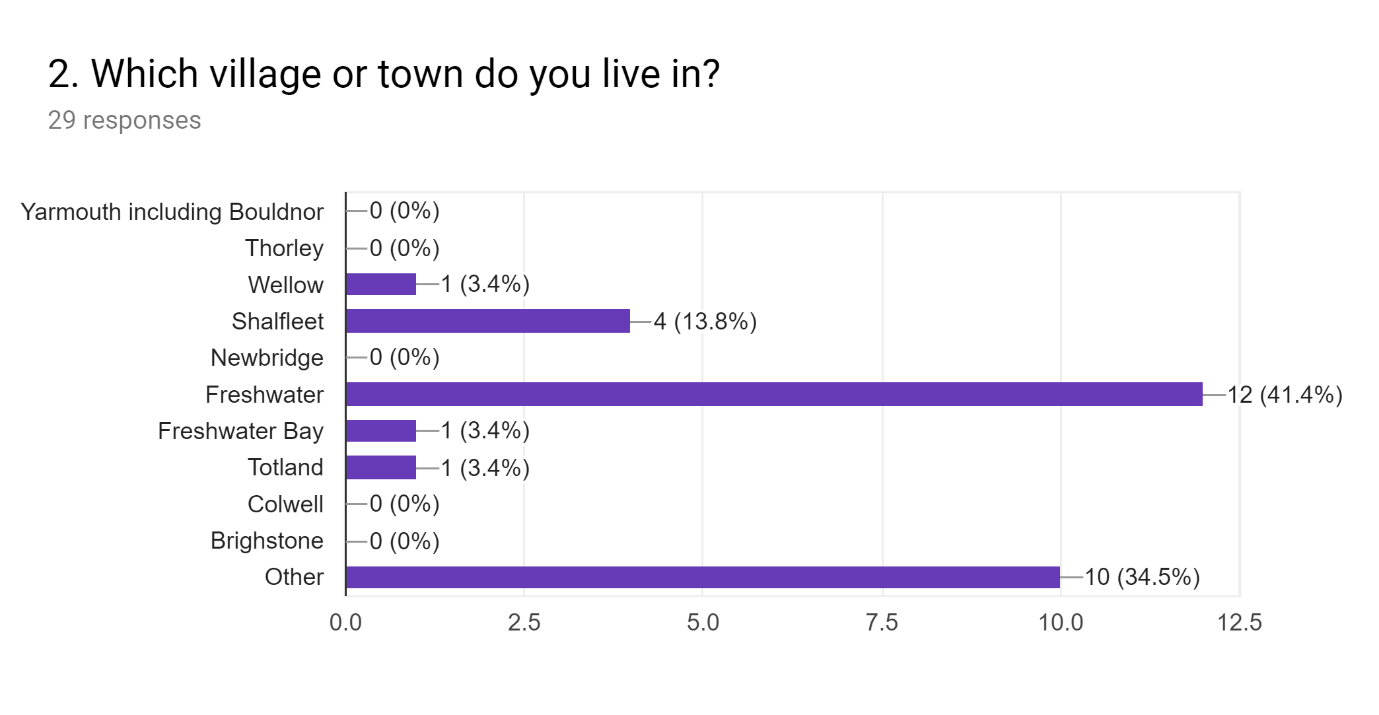 2. Which village or town do you live in?
29 responses
Yarmouth including Bouldnor 0 (0%)
Thorley 0 (0%)
Wellow 1 (3.4%)
Shalfleet 4 (13.8%)
Newbridge 0 (0%)
Freshwater 12 (41.4%)
Freshwater Bay 1 (3.4%)
Totland 1 (3.4%)
Colwell 0 (0%)
Brighstone 0 (0%)
Other 10 (34.5%)
0.0 2.5 5.0 7.5 10.0 12.5